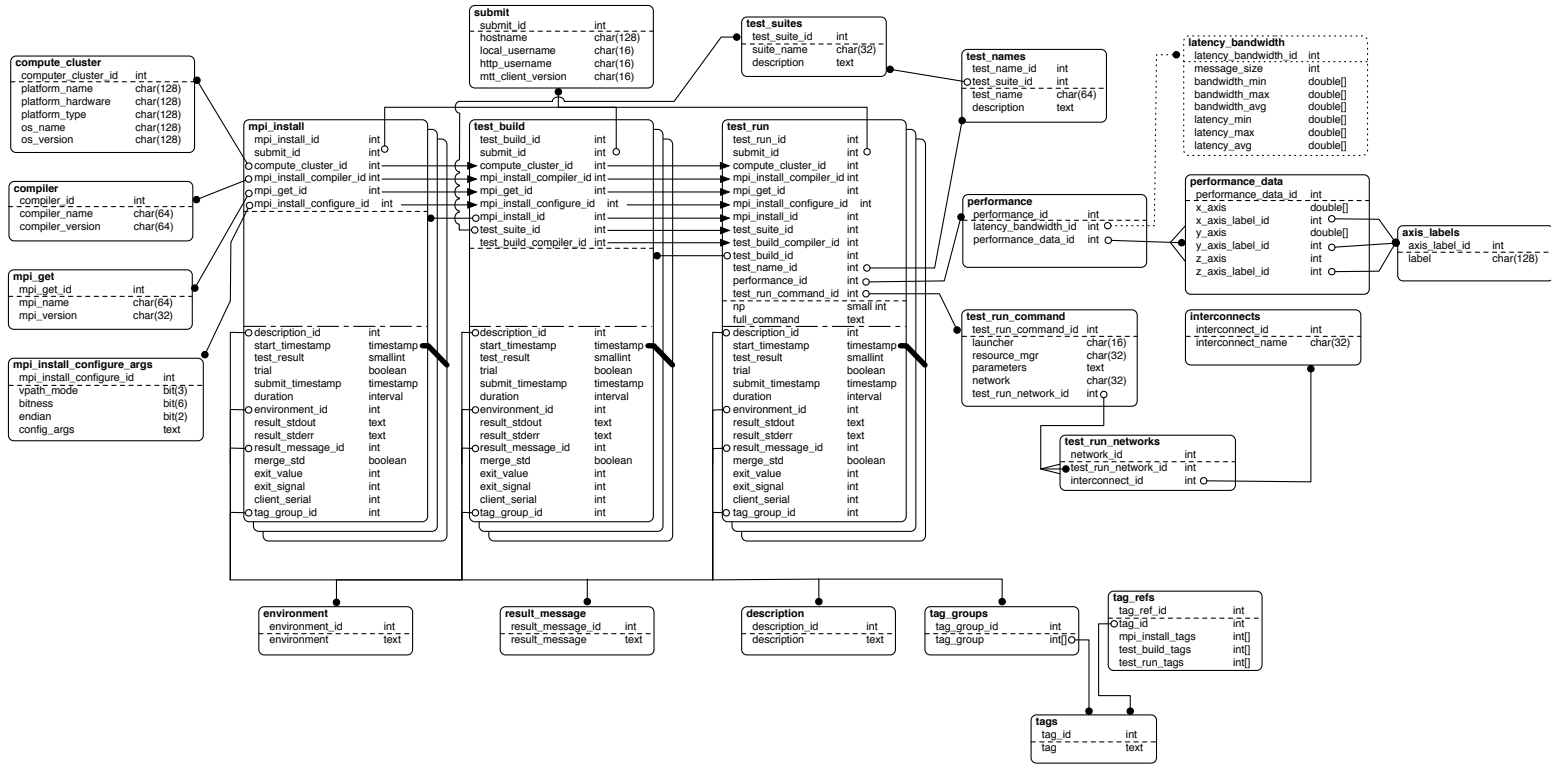 submit
submit_id int
hostname char(128)
local_username char(16)
http_username char(16)
mtt_client_version char(16)
test_suites
test_suite_id int
suite_name char(32)
description text
test_names
test_name_id int
test_suite_id int
test_name char(64)
description text
latency_bandwidth
latency_bandwidth_id int
message_size int
bandwidth_min double[]
bandwidth_max double[]
bandwidth_avg double[]
latency_min double[]
latency_max double[]
latency_avg double[]
compute_cluster
computer_cluster_id int
platform_name char(128)
platform_hardware char(128)
platform_type char(128)
os_name char(128)
os_version char(128)
compiler
compiler_id int
compiler_name char(64)
compiler_version char(64)
mpi_get
mpi_get_id int
mpi_name char(64)
mpi_version char(32)
mpi_install_configure_args
mpi_install_configure_id int
vpath_mode bit(3)
bitness bit(6)
endian bit(2)
config_args text
mpi_install
mpi_install_id int
submit_id int
compute_cluster_id int
mpi_install_compiler_id int
mpi_get_id int
mpi_install_configure_id int
description_id int
start_timestamp timestamp
test_result smallint
trial boolean
submit_timestamp timestamp
duration interval
environment_id int
result_stdout text
result_stderr text
result_message_id int
merge_std boolean
exit_value int
exit_signal int
client_serial int
tag_group_id int
test_build
test_build_id int
submit_id int
compute_cluster_id int
mpi_install_compiler_id int
mpi_get_id int
mpi_install_configure_id int
mpi_install_id int
test_suite_id int
test_build_compiler_id int
description_id int
start_timestamp timestamp
test_result smallint
trial boolean
submit_timestamp timestamp
duration interval
environment_id int
result_stdout text
result_stderr text
result_message_id int
merge_std boolean
exit_value int
exit_signal int
client_serial int
tag_group_id int
test_run
test_run_id int
submit_id int
compute_cluster_id int
mpi_install_compiler_id int
mpi_get_id int
mpi_install_configure_id int
mpi_install_id int
test_suite_id int
test_build_compiler_id int
test_build_id int
test_name_id int
performance_id int
test_run_command_id int
np small int
full_command text
description_id int
start_timestamp timestamp
test_result smallint
trial boolean
submit_timestamp timestamp
duration interval
environment_id int
result_stdout text
result_stderr text
result_message_id int
merge_std boolean
exit_value int
exit_signal int
client_serial int
tag_group_id int
performance
performance_id int
latency_bandwidth_id int
performance_data_id int
performance_data
performance_data_id int
x_axis double[]
x_axis_label_id int
y_axis double[]
y_axis_label_id int
z_axis int
z_axis_label_id int
axis_labels
axis_label_id int
label char(128)
test_run_command
test_run_command_id int
launcher char(16)
resource_mgr char(32)
parameters text
network char(32)
test_run_network_id int
interconnects
interconnect_id int
interconnect_name char(32)
test_run_networks
network_id int
test_run_network_id int
interconnect_id int
environment
environment_id int
environment text
result_message
result_message_id int
result_message text
description
description_id int
description text
tag_groups
tag_group_id int
tag_group int[]
tag_refs
tag_ref_id int
tag_id int
mpi_install_tags int[]
test_build_tags int[]
test_run_tags int[]
tags
tag_id int
tag text